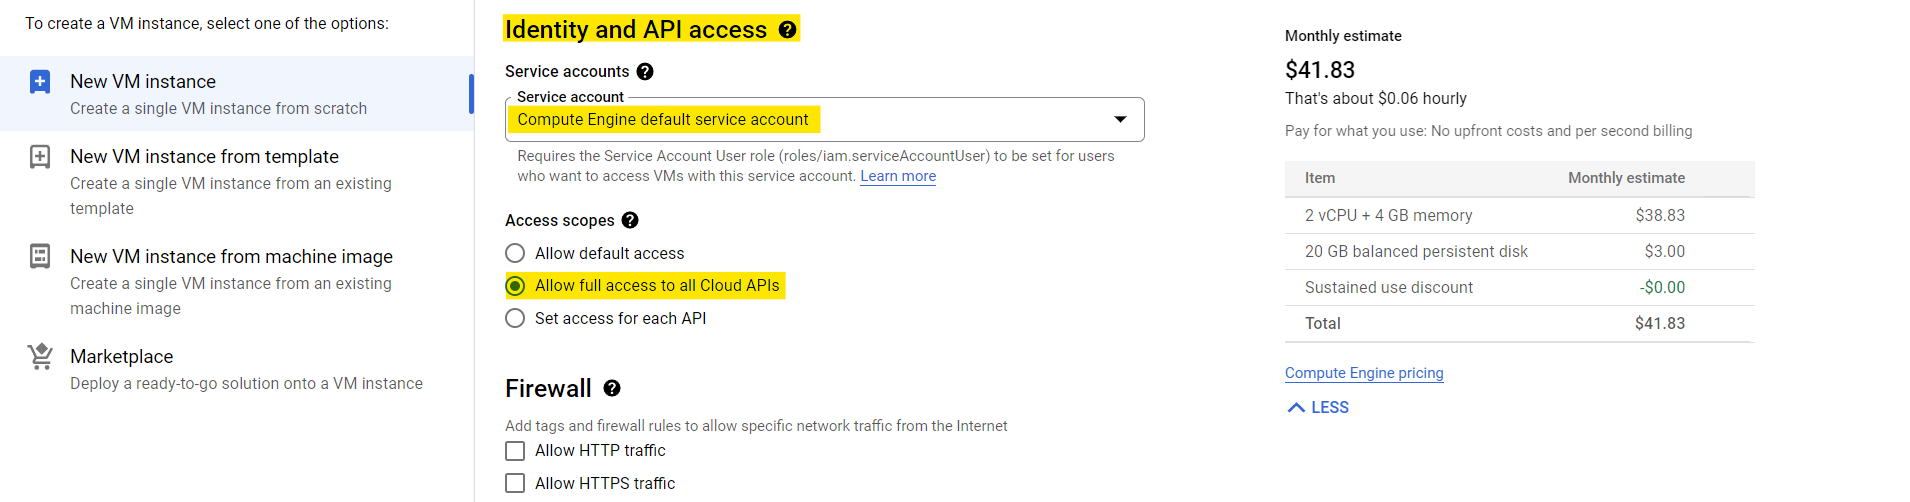 To create a VM instance, select one of the options:
New VM instance
Create a single VM instance from scratch
New VM instance from template
Create a single VM instance from an existing
template
New VM instance from machine image
Create a single VM instance from an existing
machine image
Marketplace
Deploy a ready-to-go solution onto a VM instance
Identity and API access
Service accounts
Service account
Compute Engine default service account
Requires the Service Account User role (roles/iam.serviceAccountUser) to be set for users
who want to access VMs with this service account. Learn more
Access scopes
Allow default access
Allow full access to all Cloud APIs
Set access for each API
Firewall
Add tags and firewall rules to allow specific network traffic from the Internet
Allow HTTP traffic
Allow HTTPS traffic
Monthly estimate
$41.83
That's about $0.06 hourly
Pay for what you use: No upfront costs and per second billing
Item Monthly estimate
2 vCPU + 4 GB memory $38.83
20 GB balanced persistent disk $3.00
Sustained use discount -$0.00
Total $41.83
Compute Engine pricing
LESS